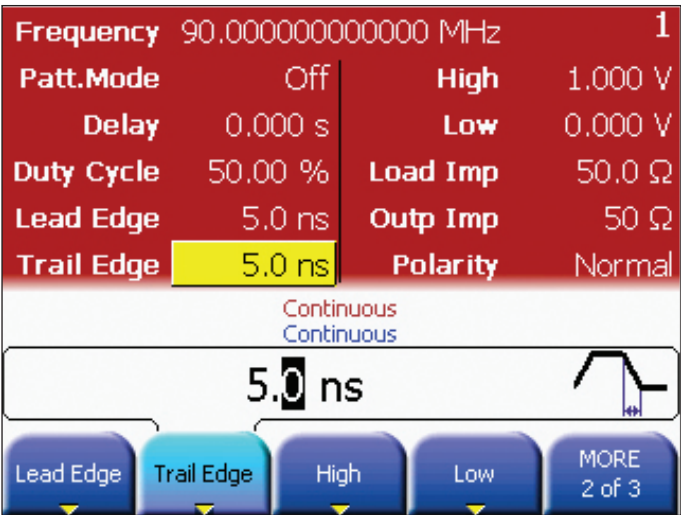 Frequency 90.000000000000 MHz 1
Patt.Mode Off High 1.000 V
Delay 0.000 s Low 0.000 V
Duty Cycle 50.00 % Load Imp 50.0 Ω
Lead Edge 5.0 ns Outp Imp 50 Ω
Trail Edge 5.0 ns Polarity Normal
Continuous
Continuous
5.0 ns
Lead Edge Trail Edge High Low MORE
2 of 3